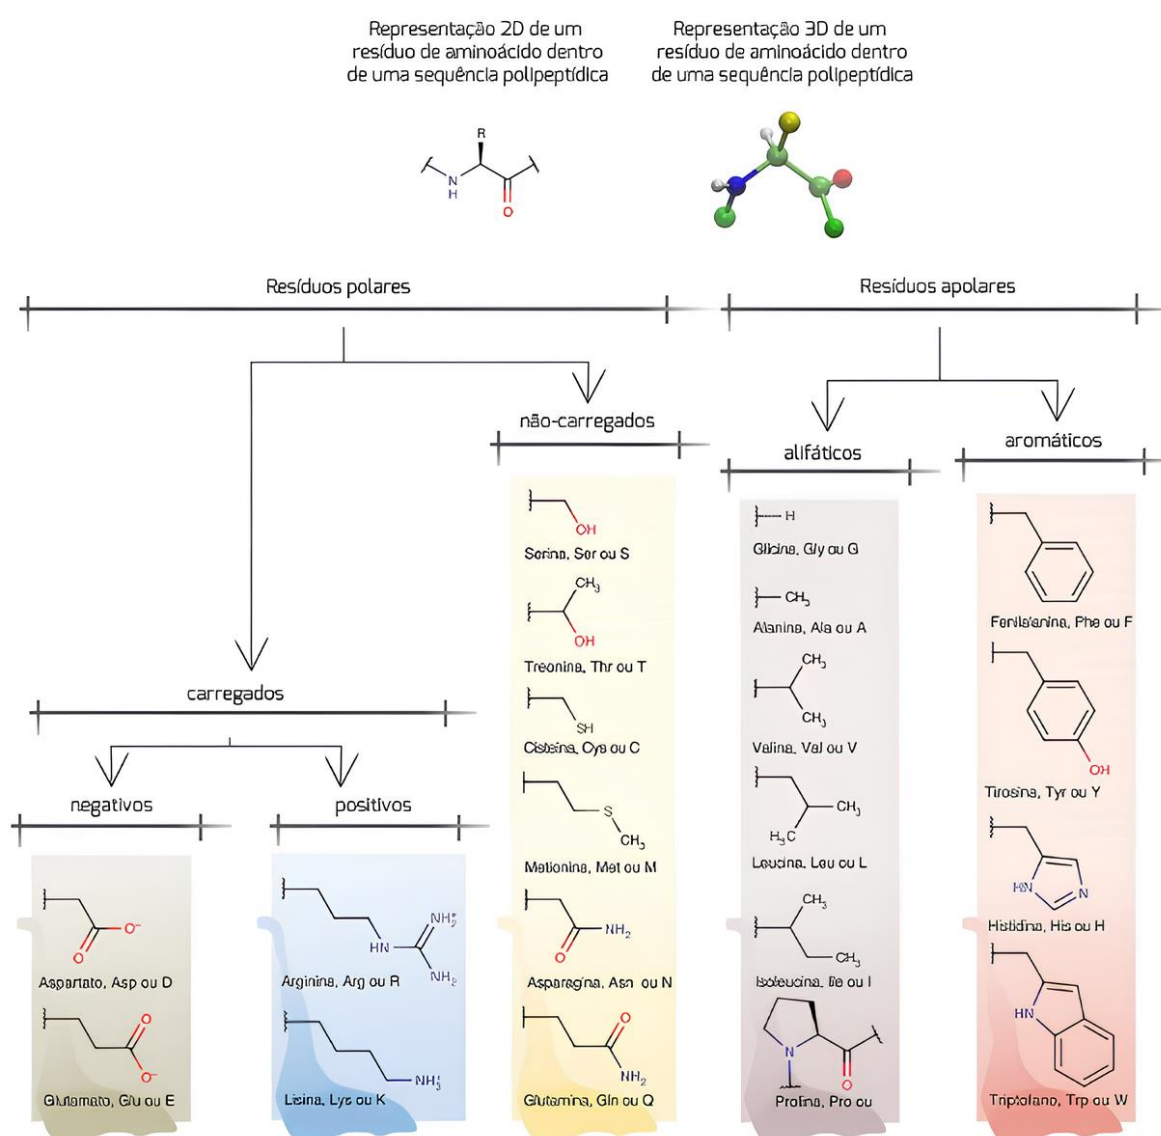 Representação 2D de um
resíduo de aminoácido dentro
de uma sequência polipeptídica
Representação 3D de um
resíduo de aminoácido dentro
de uma sequência polipeptídica
R
N
H
O
Resíduos polares
Resíduos apolares
não-carregados
alifáticos
aromáticos
carregados
negativos
positivos
O⁻
O
Aspartato, Asp ou D
O
O⁻
Glutamato, Glu ou E
NH₂⁺
HN
NH₂
Arginina, Arg ou R
NH₃⁺
Lisina, Lys ou K
OH
Serina, Ser ou S
CH₃
OH
Treonina, Thr ou T
SH
Cisteína, Cys ou C
S
CH₃
Metionina, Met ou M
NH₂
O
Asparagina, Asn ou N
O
NH₂
Glutamina, Gln ou Q
H
Glicina, Gly ou G
CH₃
Alanina, Ala ou A
CH₃
CH₃
Valina, Val ou V
CH₃
H₃C
Leucina, Leu ou L
CH₃
CH₃
Isoleucina, Ile ou I
N
O
Prolina, Pro ou
Fenilalanina, Phe ou F
OH
Tirosina, Tyr ou Y
HN
N
Histidina, His ou H
HN
Triptofano, Trp ou W